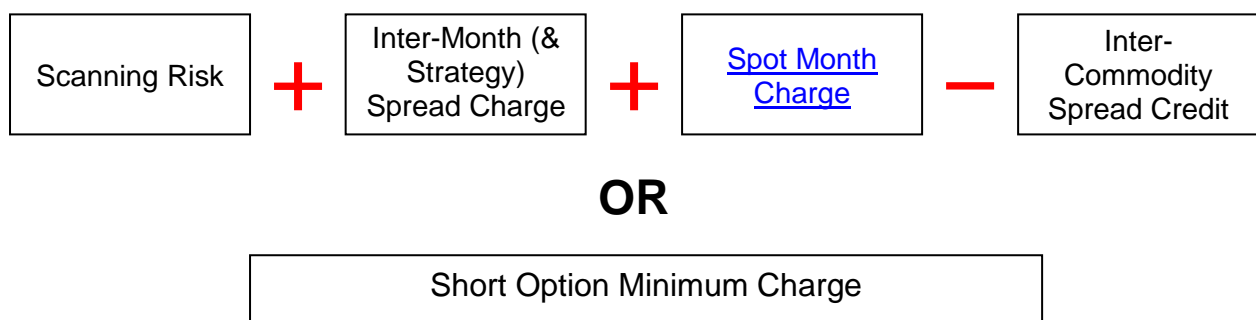 Scanning Risk
+
Inter-Month (&
Strategy)
Spread Charge
+
Spot Month
Charge
−
Inter-
Commodity
Spread Credit
OR
Short Option Minimum Charge